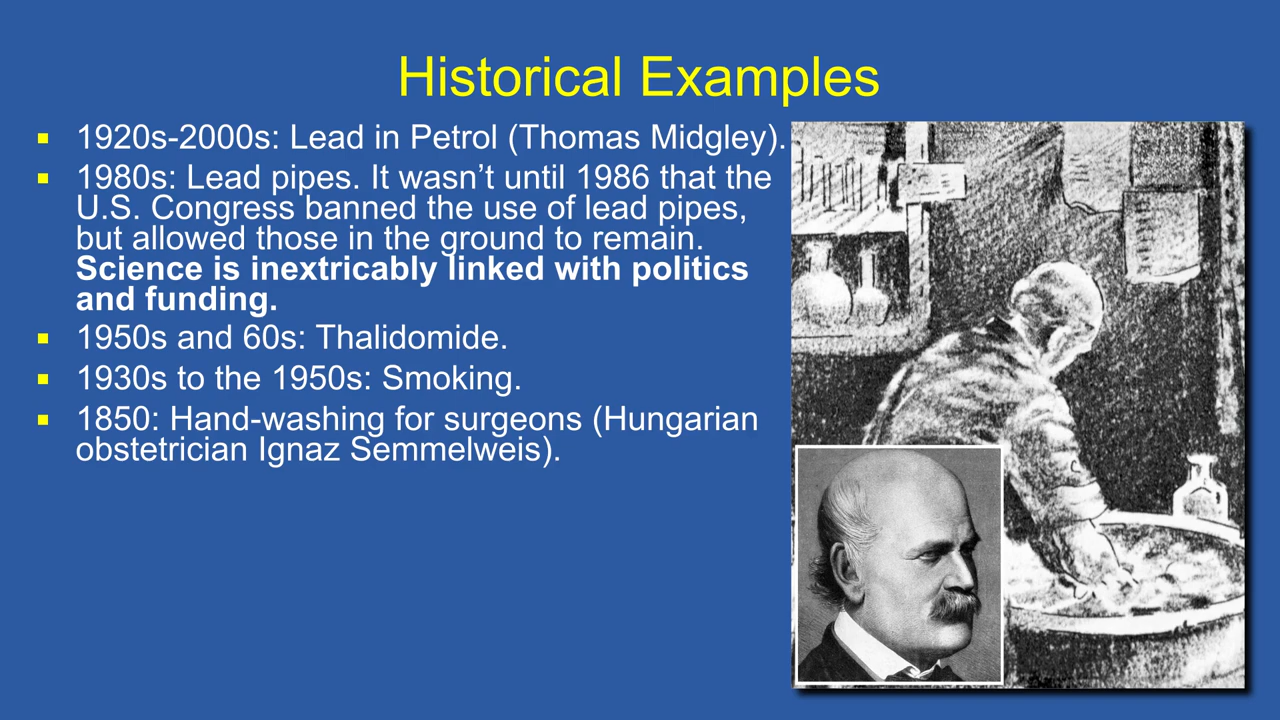 Historical Examples
1920s-2000s: Lead in Petrol (Thomas Midgley).
1980s: Lead pipes. It wasn’t until 1986 that the
U.S. Congress banned the use of lead pipes,
but allowed those in the ground to remain.
Science is inextricably linked with politics
and funding.
1950s and 60s: Thalidomide.
1930s to the 1950s: Smoking.
1850: Hand-washing for surgeons (Hungarian
obstetrician Ignaz Semmelweis).